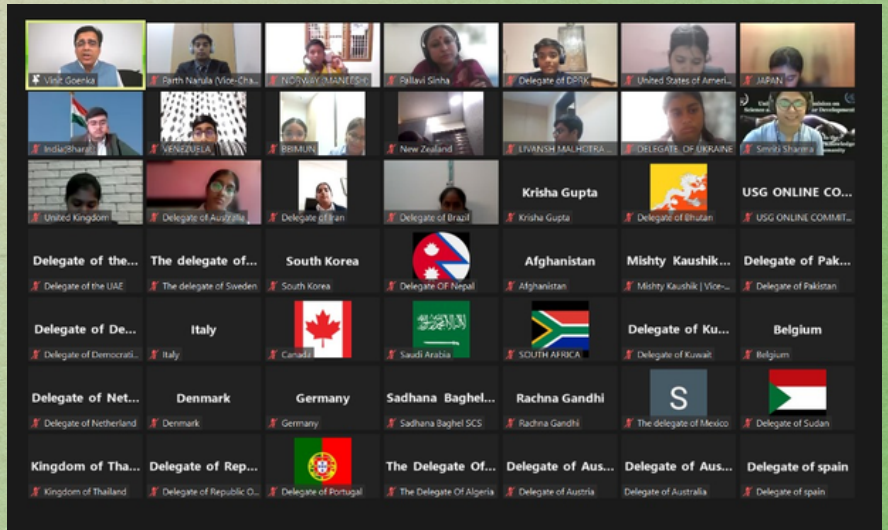 Vinit Goenka
Parth Narula (Vice-Cha...
NORWAY (MANEESH)
Pallavi Sinha
Delegate of DPRK
United States of Ameri...
JAPAN
India/Bharat
VENEZUELA
BBIMUN
New Zealand
LIVANSH MALHOTRA ...
DELEGATE, OF UKRAINE
Smriti Sharma
United Kingdom
Delegate of Australia
Delegate of Iran
Delegate of Brazil
Krisha Gupta
Krisha Gupta
Delegate of Bhutan
USG ONLINE CO...
USG ONLINE COMMIT...
Delegate of the...
Delegate of the UAE
The delegate of...
The delegate of Sweden
South Korea
South Korea
Delegate OF Nepal
Afghanistan
Afghanistan
Mishty Kaushik...
Mishty Kaushik | Vice-...
Delegate of Pak...
Delegate of Pakistan
Delegate of De...
Delegate of Democrati...
Italy
Italy
Canada
Saudi Arabia
SOUTH AFRICA
Delegate of Ku...
Delegate of Kuwait
Belgium
Belgium
Delegate of Net...
Delegate of Netherland
Denmark
Denmark
Germany
Germany
Sadhana Baghel...
Sadhana Baghel SCS
Rachna Gandhi
Rachna Gandhi
S
The delegate of Mexico
Delegate of Sudan
Kingdom of Tha...
Kingdom of Thailand
Delegate of Rep...
Delegate of Republic O...
Delegate of Portugal
The Delegate Of...
The Delegate Of Algeria
Delegate of Aus...
Delegate of Austria
Delegate of Aus...
Delegate of Australia
Delegate of spain
Delegate of spain